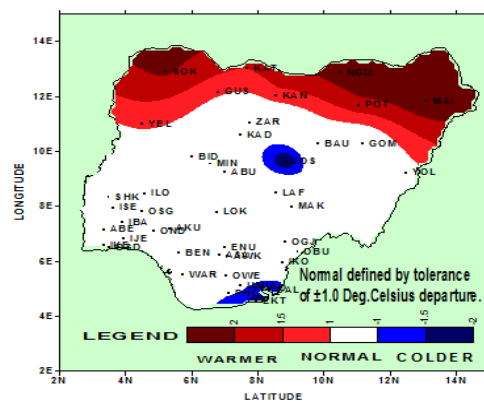 14E
12E
10E
8E
6E
4E
2E
LONGITUDE
SOK
KAT
NGU
GUS
KAN
POT
MAI
YEL
ZAR
KAD
BAU
GOM
BID
MIN
ABU
YOL
SHK
ILO
LAF
ISE
OSG
LOK
MAK
IBA
ABE
AKU
OND
IJE
IKE
BEN
ENU
AWK
OGJ
OBU
IKO
WAR
OWE
EKT
Normal defined by tolerance
of ±1.0 Deg.Celsius departure.
LEGEND
2 1.5 1 -1 -1.5 -2
WARMER NORMAL COLDER
2N 4N 6N 8N 10N 12N 14N
LATITUDE